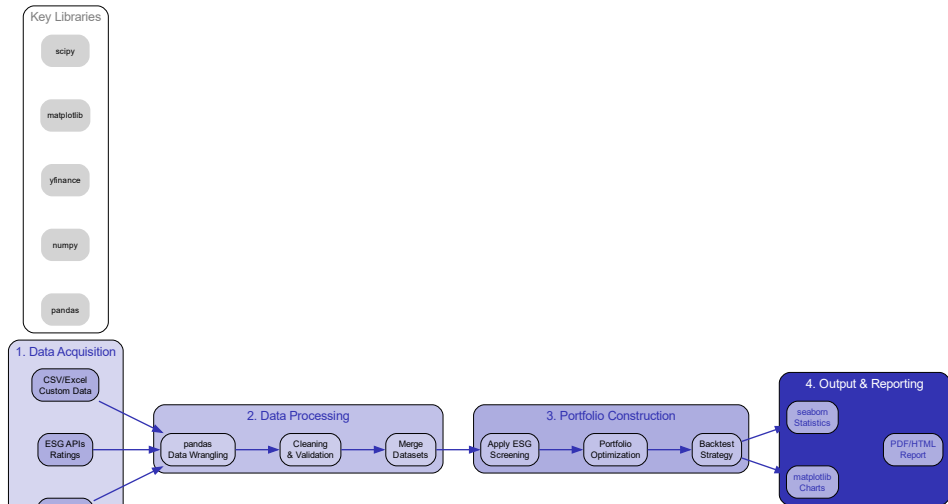 Key Libraries
scipy
matplotlib
yfinance
numpy
pandas
1. Data Acquisition
CSV/Excel
Custom Data
ESG APIs
Ratings
2. Data Processing
pandas
Data Wrangling
Cleaning
& Validation
Merge
Datasets
3. Portfolio Construction
Apply ESG
Screening
Portfolio
Optimization
Backtest
Strategy
4. Output & Reporting
seaborn
Statistics
matplotlib
Charts
PDF/HTML
Report